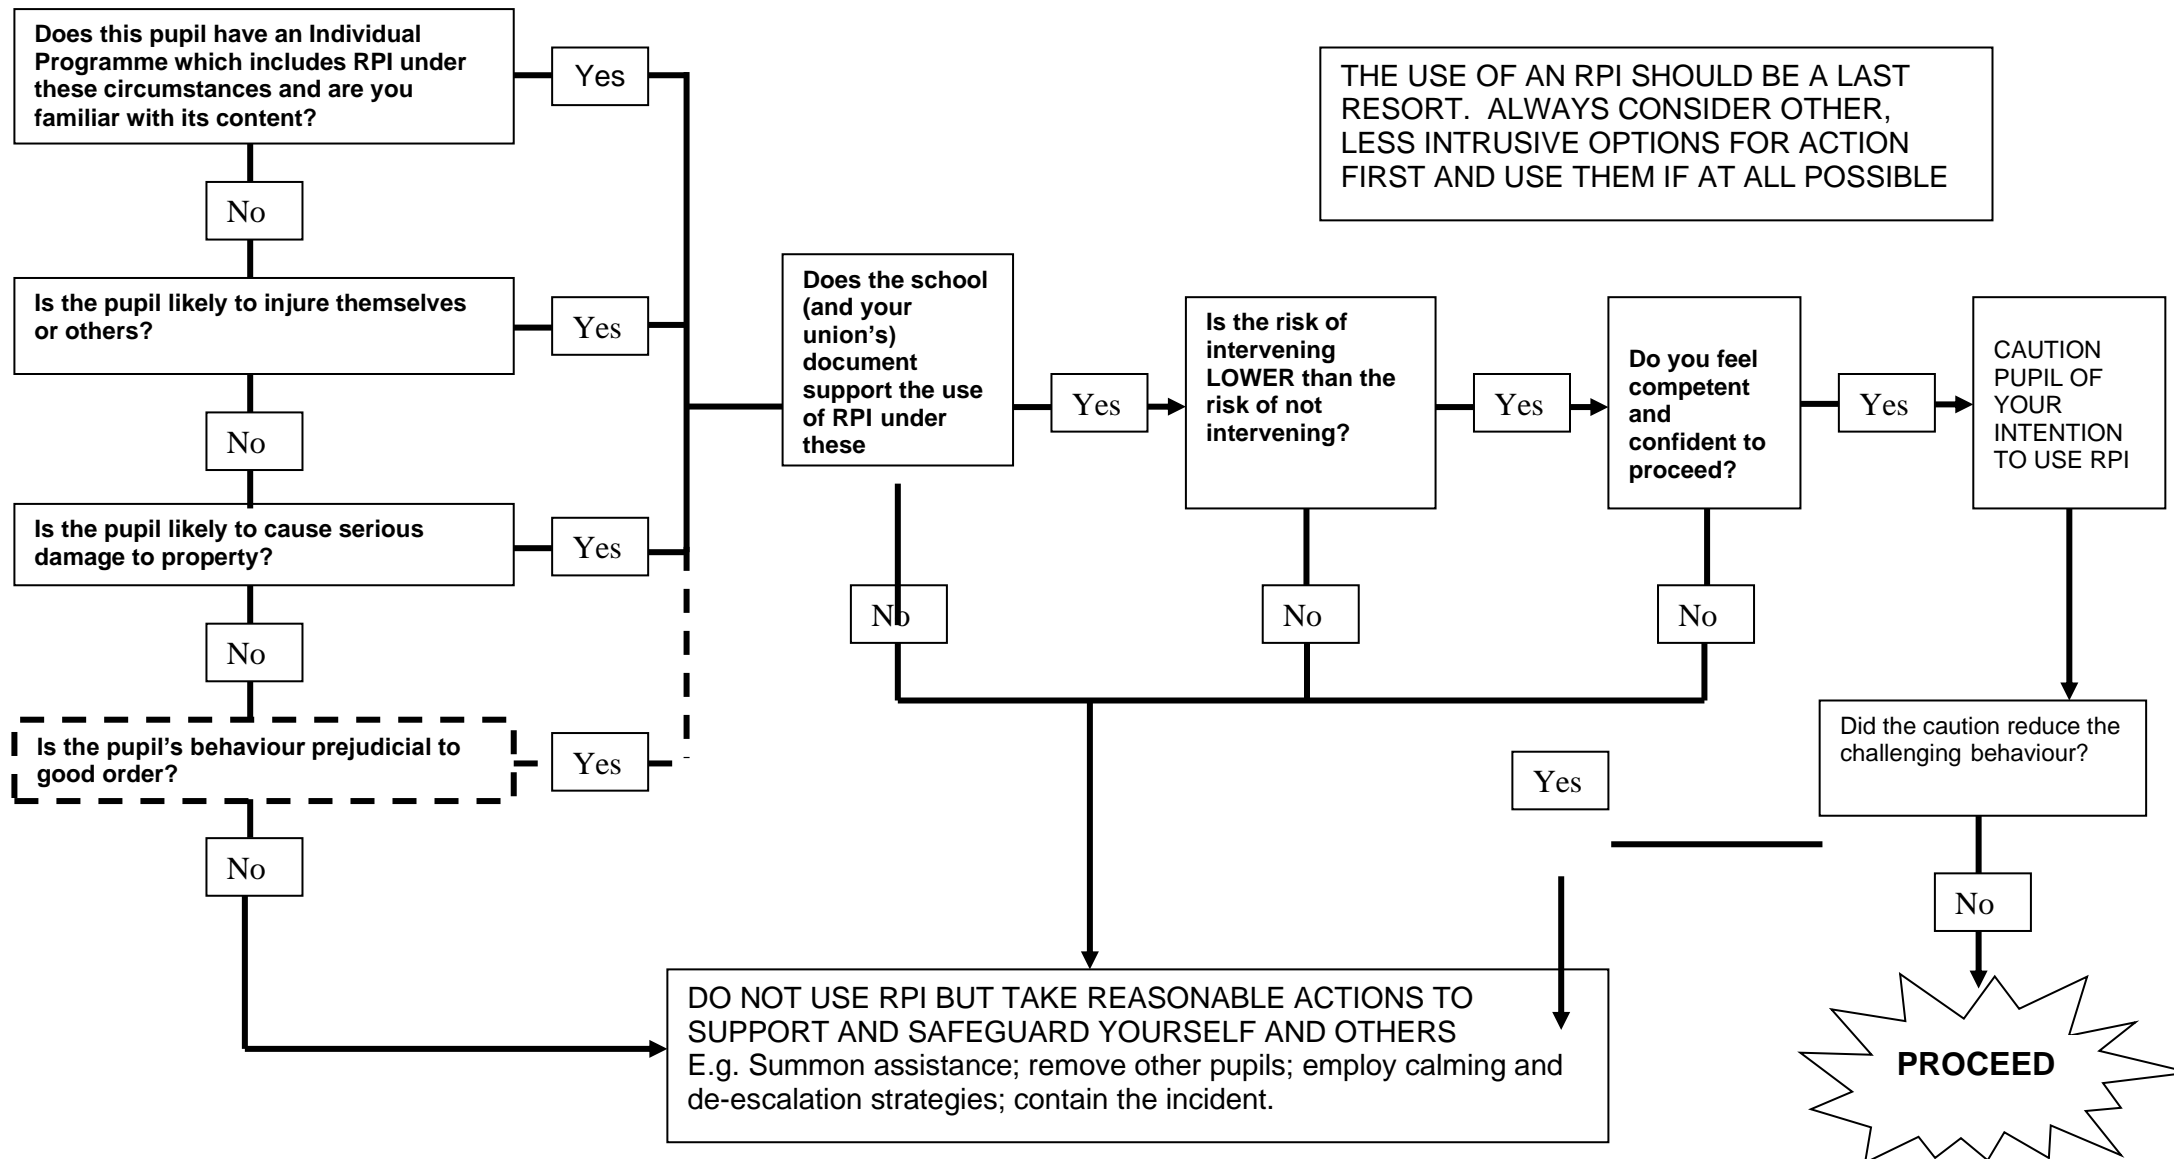 Does this pupil have an Individual
Programme which includes RPI under
these circumstances and are you
familiar with its content?
Yes
No
Is the pupil likely to injure themselves
or others?
Yes
No
Is the pupil likely to cause serious
damage to property?
Yes
No
Is the pupil’s behaviour prejudicial to
good order?
Yes
No
THE USE OF AN RPI SHOULD BE A LAST
RESORT.  ALWAYS CONSIDER OTHER,
LESS INTRUSIVE OPTIONS FOR ACTION
FIRST AND USE THEM IF AT ALL POSSIBLE
Does the school
(and your
union’s)
document
support the use
of RPI under
these
Yes
No
Is the risk of
intervening
LOWER than the
risk of not
intervening?
Yes
No
Do you feel
competent
and
confident to
proceed?
Yes
No
CAUTION
PUPIL OF
YOUR
INTENTION
TO USE RPI
Did the caution reduce the
challenging behaviour?
Yes
No
DO NOT USE RPI BUT TAKE REASONABLE ACTIONS TO
SUPPORT AND SAFEGUARD YOURSELF AND OTHERS
E.g. Summon assistance; remove other pupils; employ calming and
de-escalation strategies; contain the incident.
PROCEED